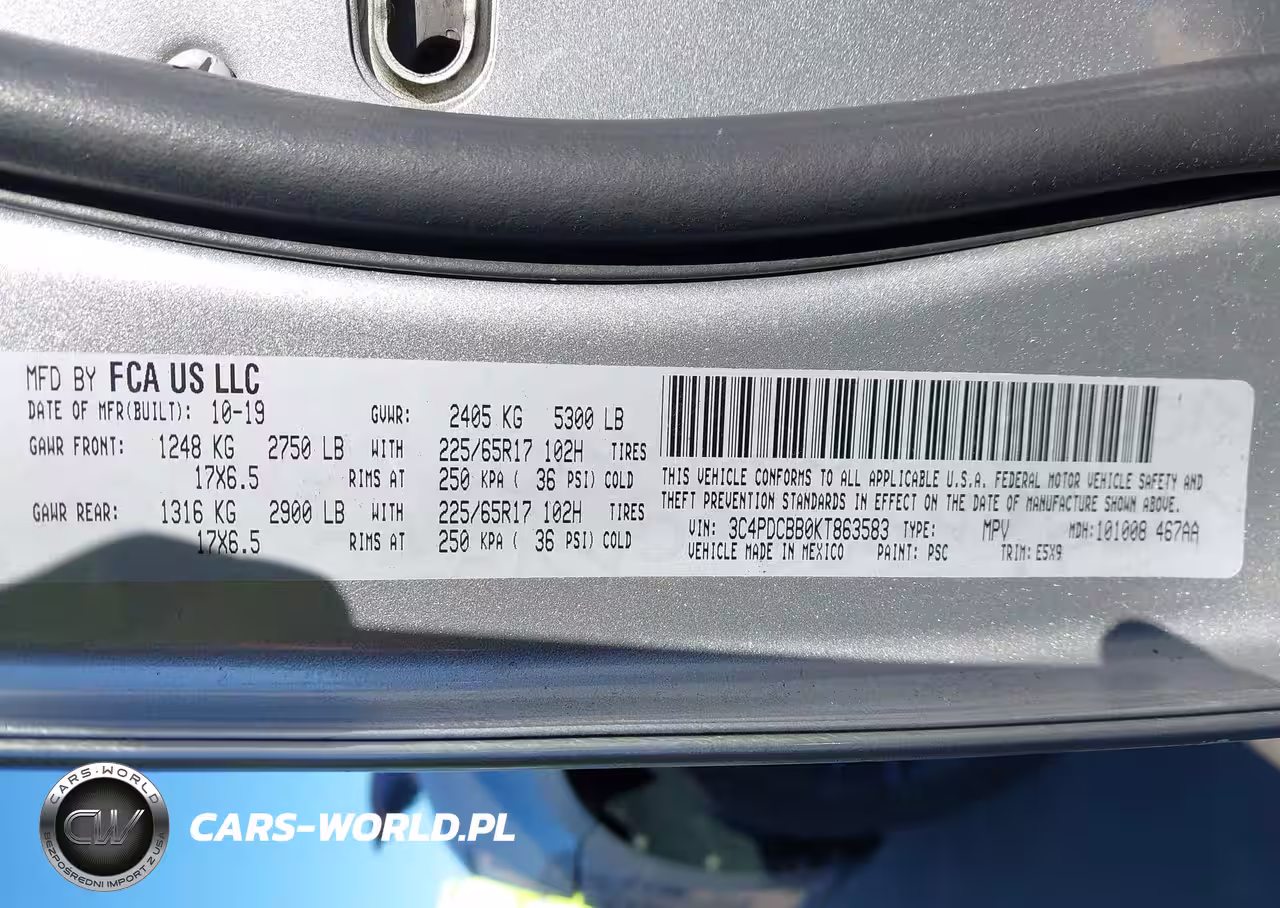 MFD BY FCA US LLC
DATE OF MFR(BUILT): 10-19 GVWR: 2405 KG 5300 LB
GAWR FRONT: 1248 KG 2750 LB WITH 225/65R17 102H TIRES
17X6.5 RIMS AT 250 KPA ( 36 PSI) COLD
GAWR REAR: 1316 KG 2900 LB WITH 225/65R17 102H TIRES
17X6.5 RIMS AT 250 KPA ( 36 PSI) COLD
THIS VEHICLE CONFORMS TO ALL APPLICABLE U.S.A. FEDERAL MOTOR VEHICLE SAFETY AND
THEFT PREVENTION STANDARDS IN EFFECT ON THE DATE OF MANUFACTURE SHOWN ABOVE.
VIN: 3C4PDCBB0KT863583 TYPE: MPV MDH:101008 467AA
VEHICLE MADE IN MEXICO PAINT: PSC TRIM: E5X9
CARS-WORLD
CW
BEZPOŚREDNI IMPORT Z USA
CARS-WORLD.PL